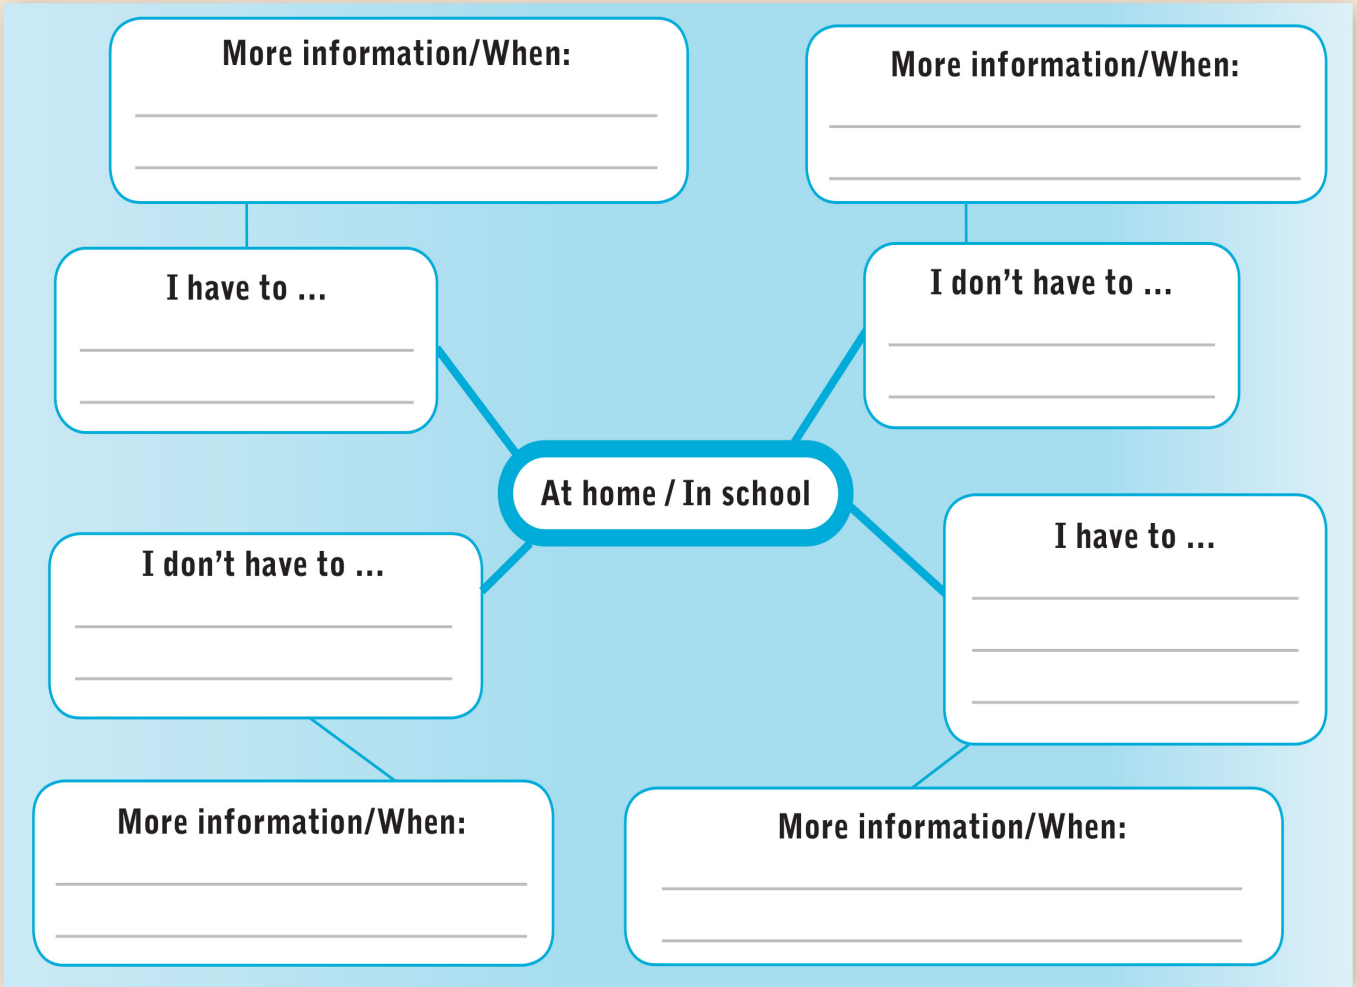 More information/When:
More information/When:
I have to ...
I don't have to ...
At home / In school
I don't have to ...
I have to ...
More information/When:
More information/When: